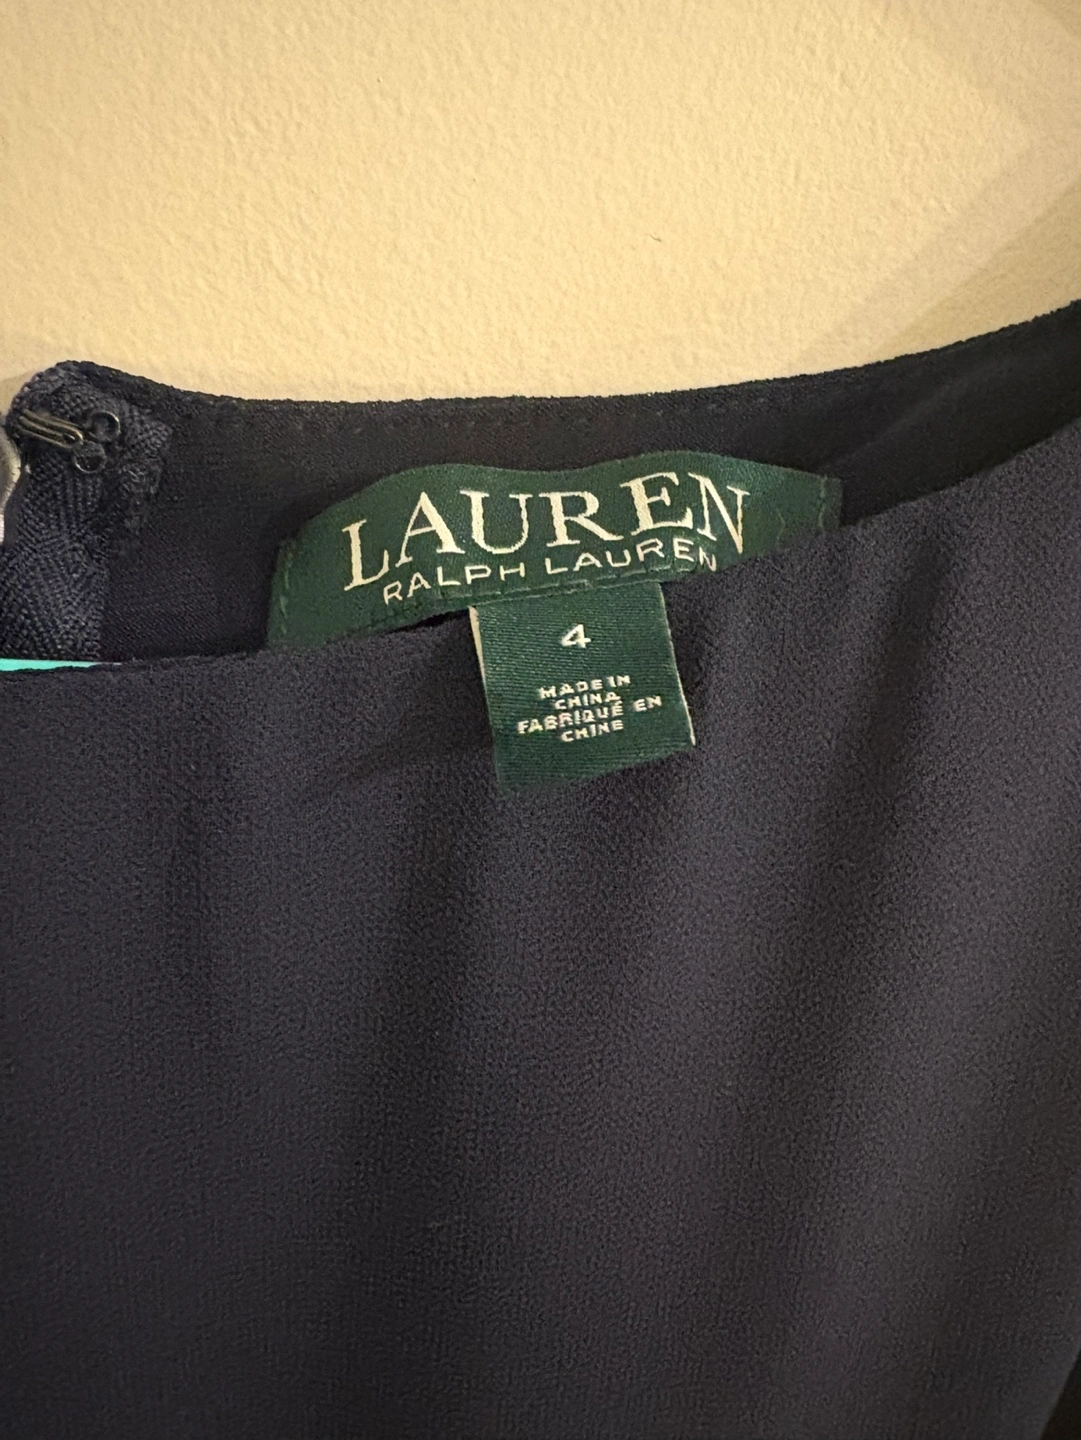 LAUREN
RALPH LAUREN
4
MADE IN
CHINA
FABRIQUÉ EN
CHINE